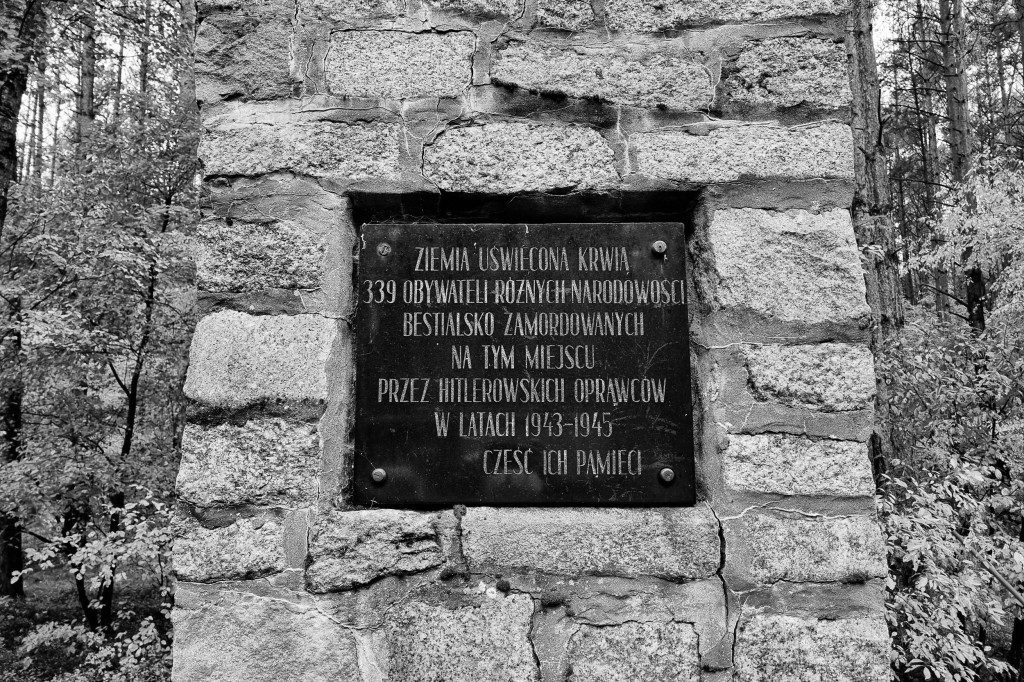 ZIEMIA UŚWIĘCONA KRWIĄ
339 OBYWATELI RÓŻNYCH NARODOWOŚCI
BESTIALSKO ZAMORDOWANYCH
NA TYM MIEJSCU
PRZEZ HITLEROWSKICH OPRAWCÓW
W LATACH 1943-1945
CZEŚĆ ICH PAMIĘCI